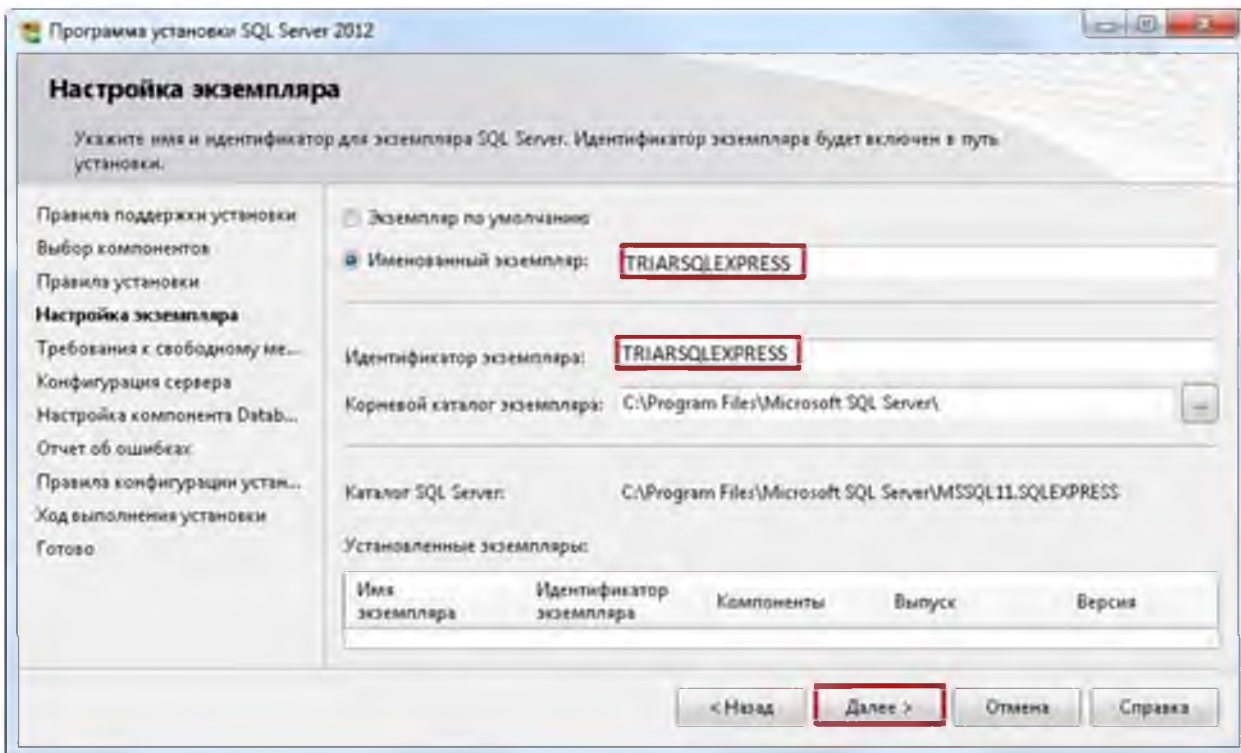 Программа установки SQL Server 2012
Настройка экземпляра
Укажите имя и идентификатор для экземпляра SQL Server. Идентификатор экземпляра будет включен в путь
установки.
Правила поддержки установки
Выбор компонентов
Правила установки
Настройка экземпляра
Требования к свободному ме...
Конфигурация сервера
Настройка компонента Datab...
Отчет об ошибках
Правила конфигурации устан...
Ход выполнения установки
Готово
Экземпляр по умолчанию
Именованный экземпляр: TRIARSQLEXPRESS
Идентификатор экземпляра: TRIARSQLEXPRESS
Корневой каталог экземпляра: C:\Program Files\Microsoft SQL Server\ ...
Каталог SQL Server: C:\Program Files\Microsoft SQL Server\MSSQL11.SQLEXPRESS
Установленные экземпляры:
Имя экземпляра Идентификатор экземпляра Компоненты Выпуск Версия
< Назад Далее > Отмена Справка